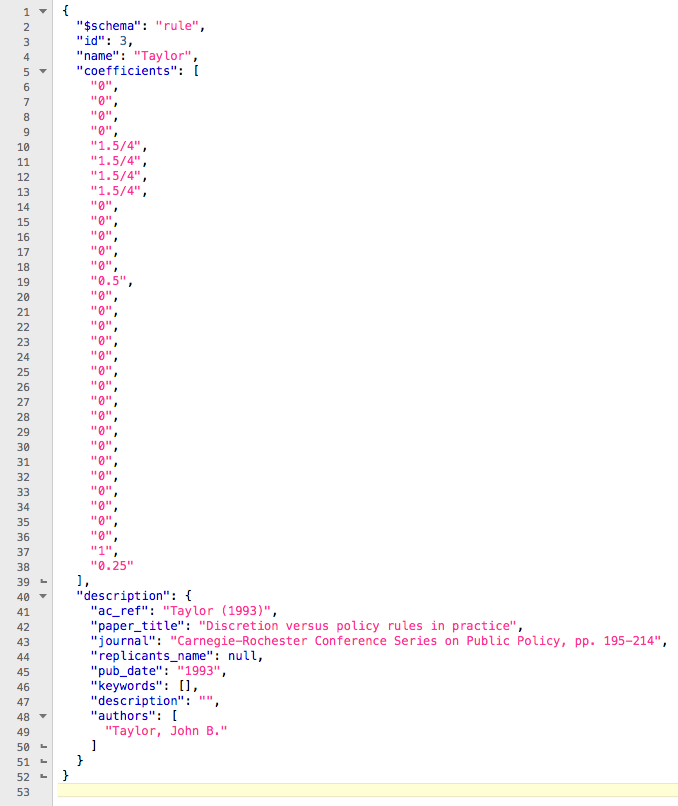 1 {
2 "$schema": "rule",
3 "id": 3,
4 "name": "Taylor",
5 "coefficients": [
6 "0",
7 "0",
8 "0",
9 "0",
10 "1.5/4",
11 "1.5/4",
12 "1.5/4",
13 "1.5/4",
14 "0",
15 "0",
16 "0",
17 "0",
18 "0",
19 "0.5",
20 "0",
21 "0",
22 "0",
23 "0",
24 "0",
25 "0",
26 "0",
27 "0",
28 "0",
29 "0",
30 "0",
31 "0",
32 "0",
33 "0",
34 "0",
35 "0",
36 "0",
37 "1",
38 "0.25"
39 ],
40 "description": {
41 "ac_ref": "Taylor (1993)",
42 "paper_title": "Discretion versus policy rules in practice",
43 "journal": "Carnegie-Rochester Conference Series on Public Policy, pp. 195-214",
44 "replicants_name": null,
45 "pub_date": "1993",
46 "keywords": [],
47 "description": "",
48 "authors": [
49 "Taylor, John B."
50 ]
51 }
52 }
53